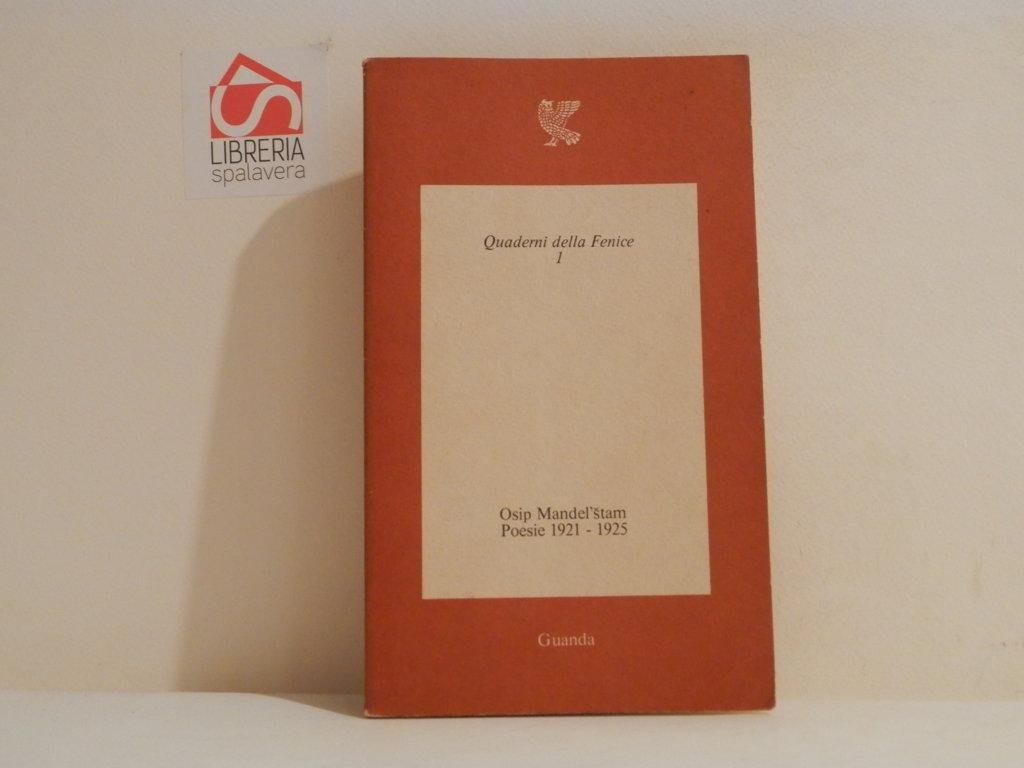 LIBRERIA
spalavera
Quaderni della Fenice
1
Osip Mandel'štam
Poesie 1921 - 1925
Guanda